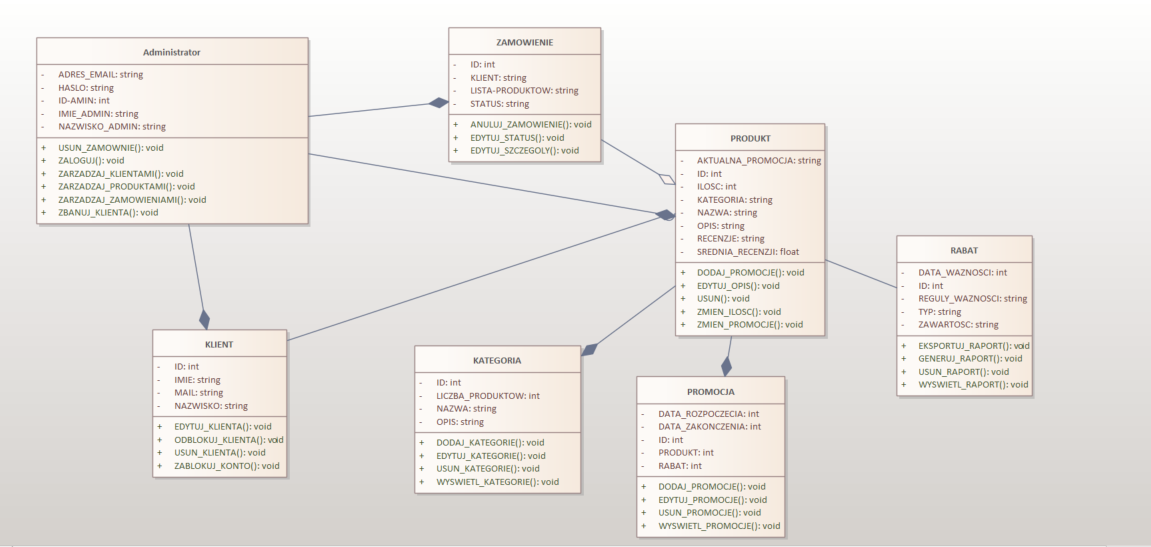 Administrator
- ADRES_EMAIL: string
- HASLO: string
- ID-AMIN: int
- IMIE_ADMIN: string
- NAZWISKO_ADMIN: string
+ USUN_ZAMOWNIE(): void
+ ZALOGUJ(): void
+ ZARZADZAJ_KLIENTAMI(): void
+ ZARZADZAJ_PRODUKTAMI(): void
+ ZARZADZAJ_ZAMOWIENIAMI(): void
+ ZBANUJ_KLIENTA(): void
ZAMOWIENIE
- ID: int
- KLIENT: string
- LISTA-PRODUKTOW: string
- STATUS: string
+ ANULUJ_ZAMOWIENIE(): void
+ EDYTUJ_STATUS(): void
+ EDYTUJ_SZCZEGOLY(): void
PRODUKT
- AKTUALNA_PROMOCJA: string
- ID: int
- ILOSC: int
- KATEGORIA: string
- NAZWA: string
- OPIS: string
- RECENZJE: string
- SREDNIA_RECENZJI: float
+ DODAJ_PROMOCJE(): void
+ EDYTUJ_OPIS(): void
+ USUN(): void
+ ZMIEN_ILOSC(): void
+ ZMIEN_PROMOCJE(): void
RABAT
- DATA_WAZNOSCI: int
- ID: int
- REGULY_WAZNOSCI: string
- TYP: string
- ZAWARTOSC: string
+ EKSPORTUJ_RAPORT(): void
+ GENERUJ_RAPORT(): void
+ USUN_RAPORT(): void
+ WYSWIETL_RAPORT(): void
KLIENT
- ID: int
- IMIE: string
- MAIL: string
- NAZWISKO: string
+ EDYTUJ_KLIENTA(): void
+ ODBLOKUJ_KLIENTA(): void
+ USUN_KLIENTA(): void
+ ZABLOKUJ_KONTO(): void
KATEGORIA
- ID: int
- LICZBA_PRODUKTOW: int
- NAZWA: string
- OPIS: string
+ DODAJ_KATEGORIE(): void
+ EDYTUJ_KATEGORIE(): void
+ USUN_KATEGORIE(): void
+ WYSWIETL_KATEGORIE(): void
PROMOCJA
- DATA_ROZPOCZECIA: int
- DATA_ZAKONCZENIA: int
- ID: int
- PRODUKT: int
- RABAT: int
+ DODAJ_PROMOCJE(): void
+ EDYTUJ_PROMOCJE(): void
+ USUN_PROMOCJE(): void
+ WYSWIETL_PROMOCJE(): void